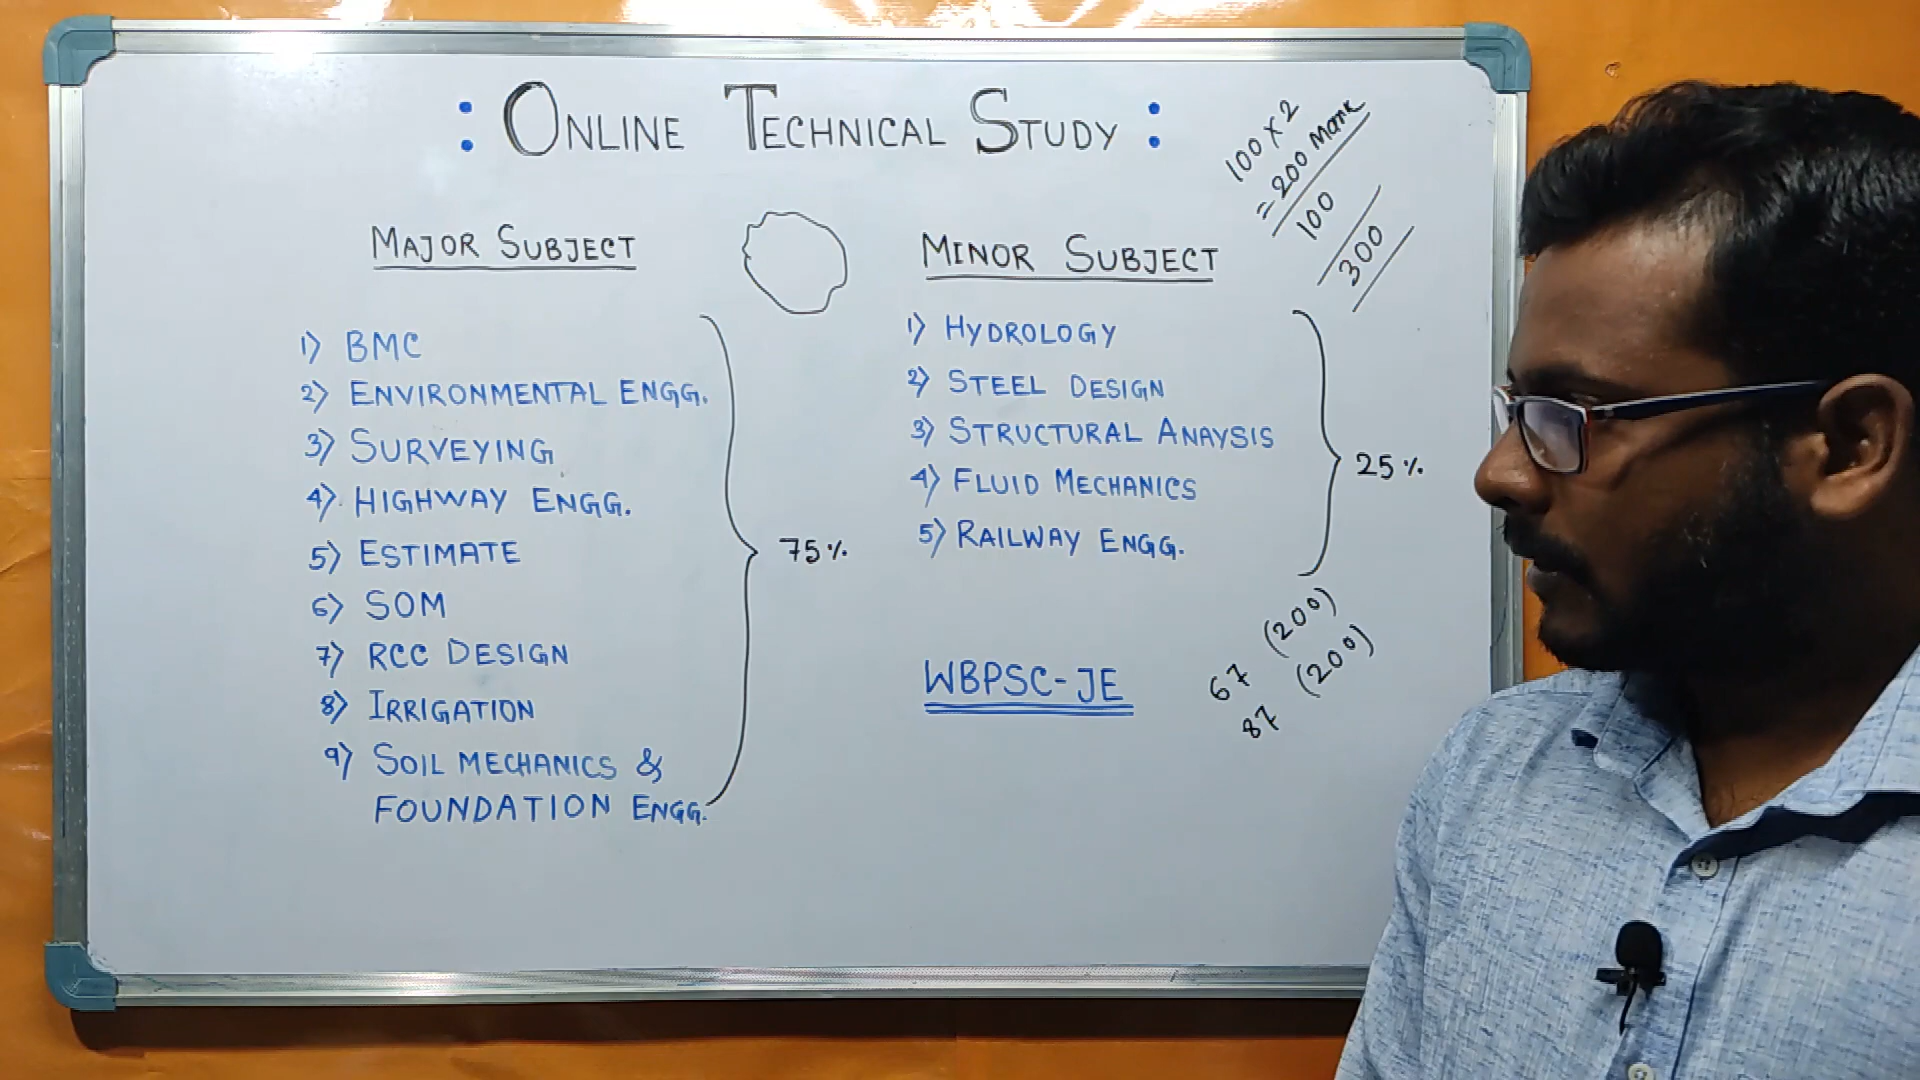 : ONLINE TECHNICAL STUDY :
100 x 2
= 200 Mark
100
300
MAJOR SUBJECT
1) BMC
2) ENVIRONMENTAL ENGG.
3) SURVEYING
4) HIGHWAY ENGG.
5) ESTIMATE
6) SOM
7) RCC DESIGN
8) IRRIGATION
9) SOIL MECHANICS &
FOUNDATION ENGG.
75%
MINOR SUBJECT
1) HYDROLOGY
2) STEEL DESIGN
3) STRUCTURAL ANAYSIS
4) FLUID MECHANICS
5) RAILWAY ENGG.
25%
WBPSC-JE
67 (200)
87 (200)